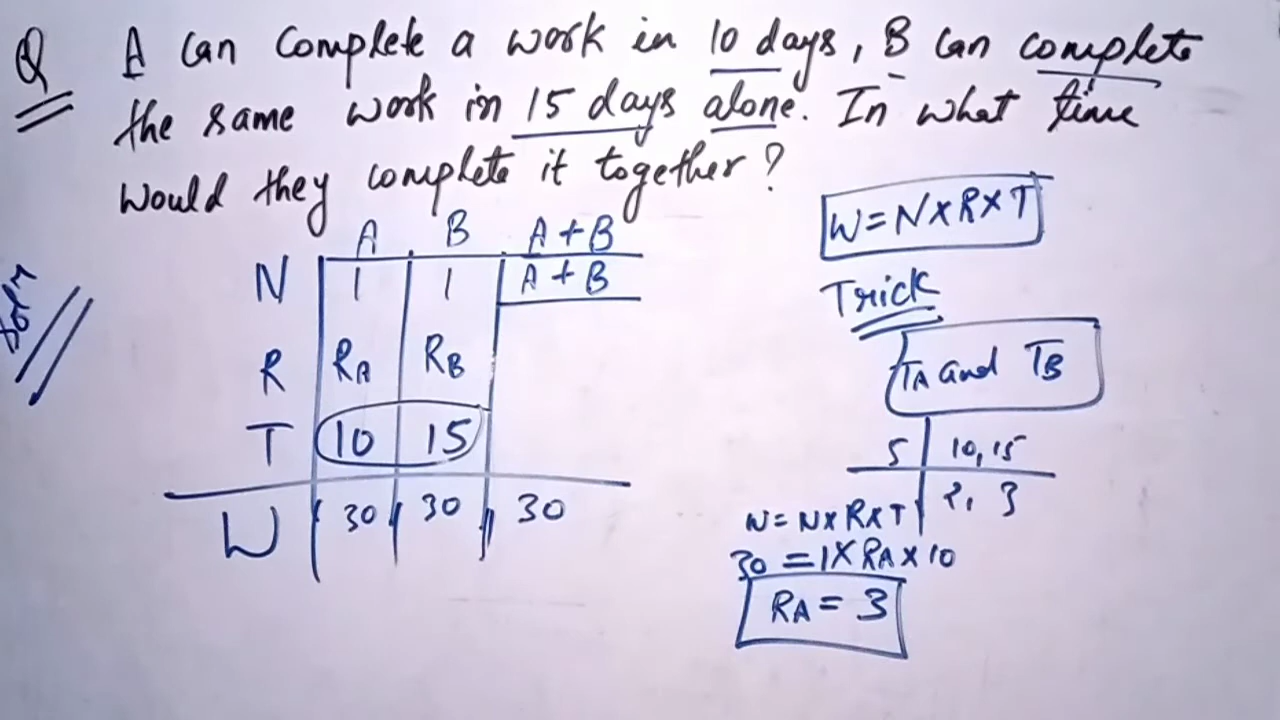 Q A can complete a work in 10 days, B can complete
the same work in 15 days alone. In what time
would they complete it together?
W=N×R×T
A B A+B
N 1 1 A+B
Trick
Soln
R RA RB
TA and TB
T 10 15
5 10,15
2, 3
W 30 30 30
W=N×R×T
30 = 1×RA×10
RA = 3